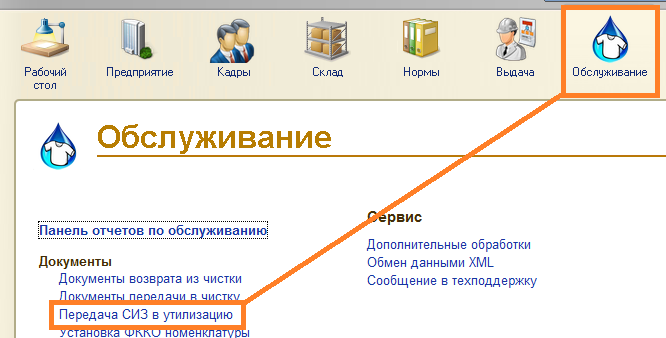 Рабочий стол
Предприятие
Кадры
Склад
Нормы
Выдача
Обслуживание
Обслуживание
Панель отчетов по обслуживанию
Документы
Документы возврата из чистки
Документы передачи в чистку
Передача СИЗ в утилизацию
Установка ФККО номенклатуры
Сервис
Дополнительные обработки
Обмен данными XML
Сообщение в техподдержку